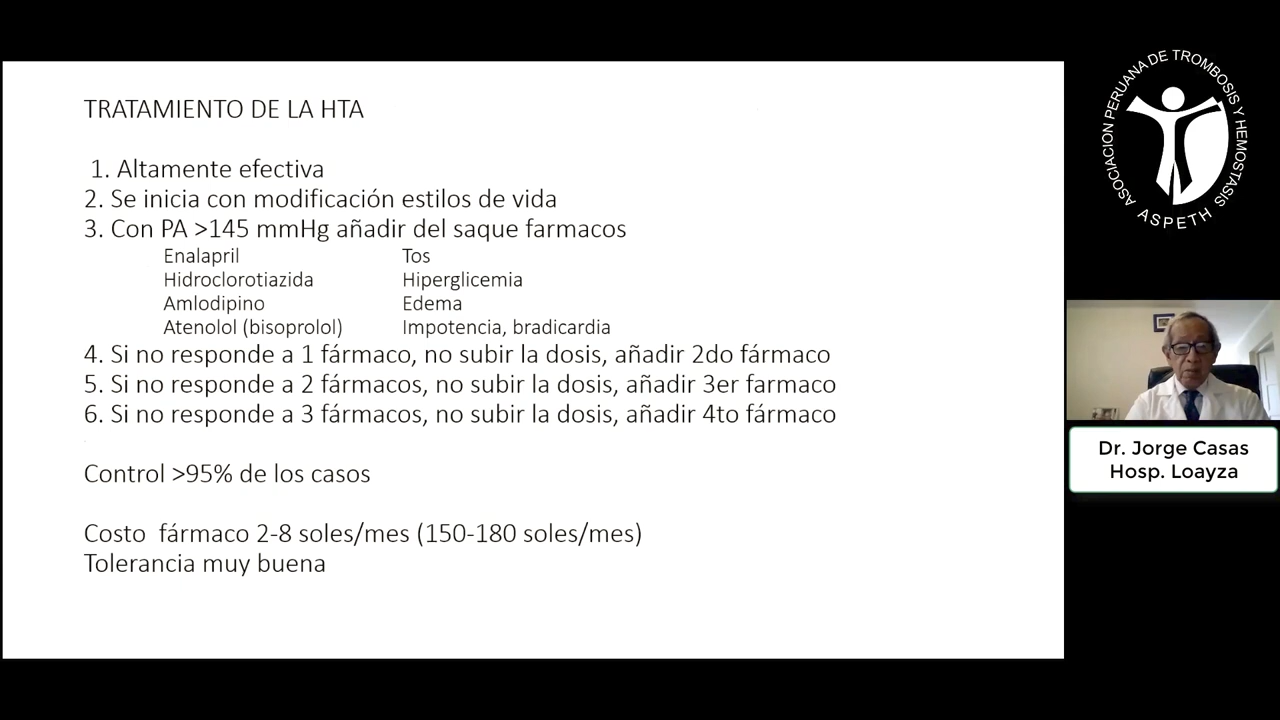 TRATAMIENTO DE LA HTA
1. Altamente efectiva
2. Se inicia con modificación estilos de vida
3. Con PA >145 mmHg añadir del saque farmacos
Enalapril Tos
Hidroclorotiazida Hiperglicemia
Amlodipino Edema
Atenolol (bisoprolol) Impotencia, bradicardia
4. Si no responde a 1 fármaco, no subir la dosis, añadir 2do fármaco
5. Si no responde a 2 fármacos, no subir la dosis, añadir 3er farmaco
6. Si no responde a 3 fármacos, no subir la dosis, añadir 4to fármaco
Control >95% de los casos
Costo fármaco 2-8 soles/mes (150-180 soles/mes)
Tolerancia muy buena
ASOCIACION PERUANA DE TROMBOSIS Y HEMOSTASIS
ASPETH
Dr. Jorge Casas
Hosp. Loayza